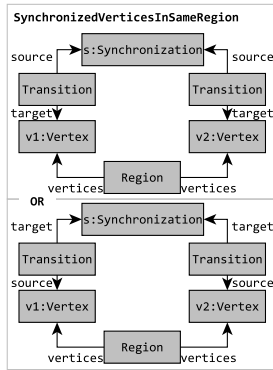 SynchronizedVerticesInSameRegion
s:Synchronization
source source
Transition Transition
target target
v1:Vertex v2:Vertex
Region
vertices vertices
OR
s:Synchronization
target target
Transition Transition
source source
v1:Vertex v2:Vertex
Region
vertices vertices